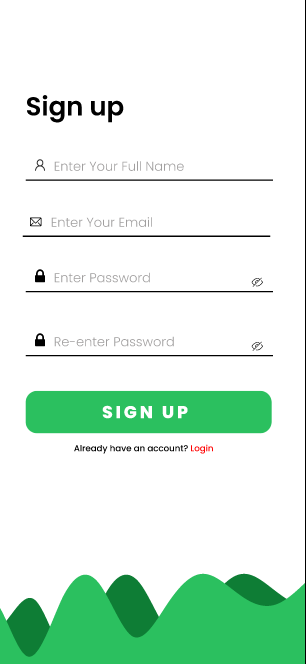 Sign up
Enter Your Full Name
Enter Your Email
Enter Password
Re-enter Password
SIGN UP
Already have an account? Login